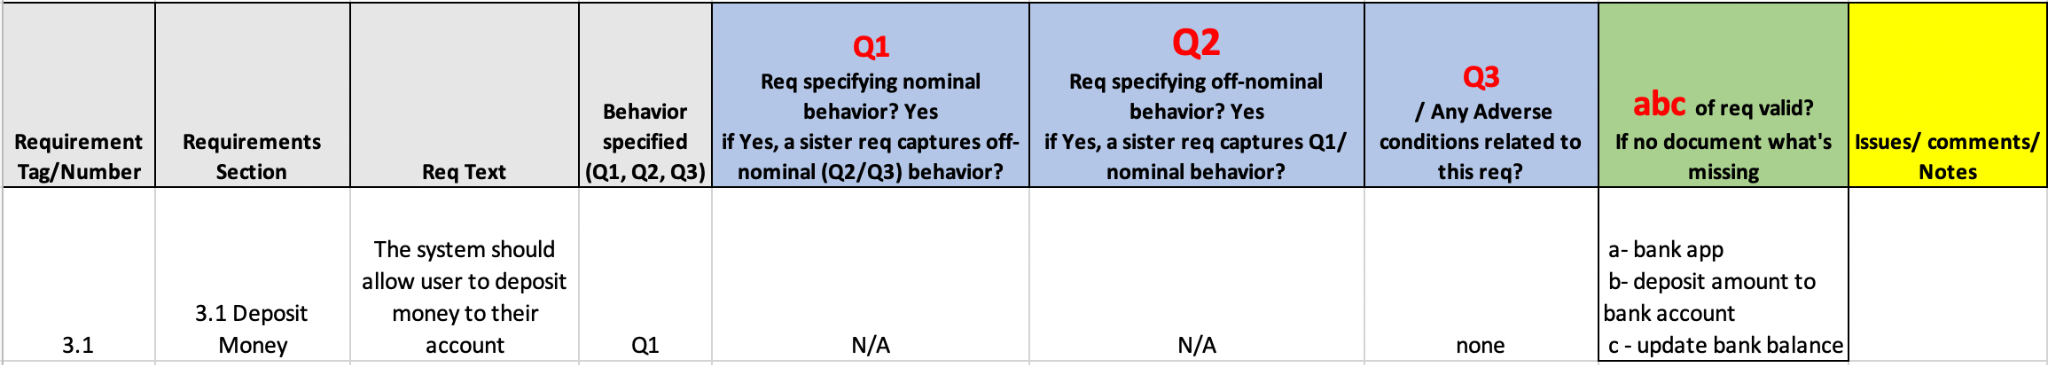 Requirement
Tag/Number
Requirements
Section
Req Text
Behavior
specified
(Q1, Q2, Q3)
Q1
Req specifying nominal
behavior? Yes
if Yes, a sister req captures off-
nominal (Q2/Q3) behavior?
Q2
Req specifying off-nominal
behavior? Yes
if Yes, a sister req captures Q1/
nominal behavior?
Q3
/ Any Adverse
conditions related to
this req?
abc of req valid?
If no document what's
missing
Issues/ comments/
Notes
3.1
3.1 Deposit
Money
The system should
allow user to deposit
money to their
account
Q1
N/A
N/A
none
a- bank app
b- deposit amount to
bank account
c - update bank balance